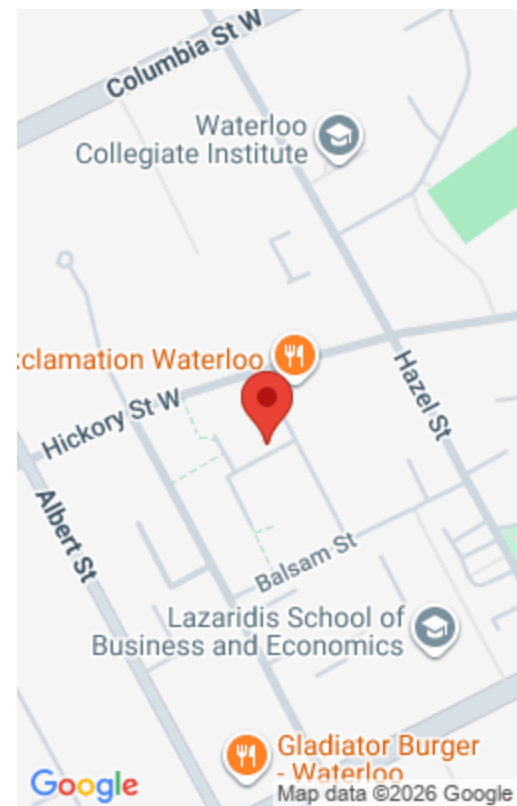 Columbia St W
Waterloo
Collegiate Institute
xclamation Waterloo
Hickory St W
Hazel St
Albert St
Balsam St
Lazaridis School of
Business and Economics
Gladiator Burger
- Waterloo
Google
Map data ©2026 Google